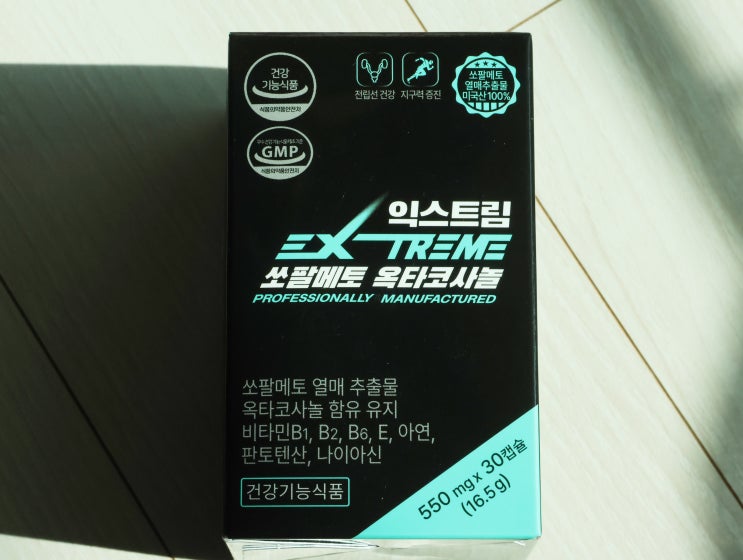 건강
기능식품
식품의약품안전처
GMP
식품의약품안전처
전립선 건강
지구력 증진
쏘팔메토
열매추출물
미국산 100%
익스트림
EXTREME
쏘팔메토 옥타코사놀
PROFESSIONALLY MANUFACTURED
쏘팔메토 열매 추출물
옥타코사놀 함유 유지
비타민B1, B2, B6, E, 아연,
판토텐산, 나이아신
건강기능식품
550 mg x 30캡슐
(16.5 g)